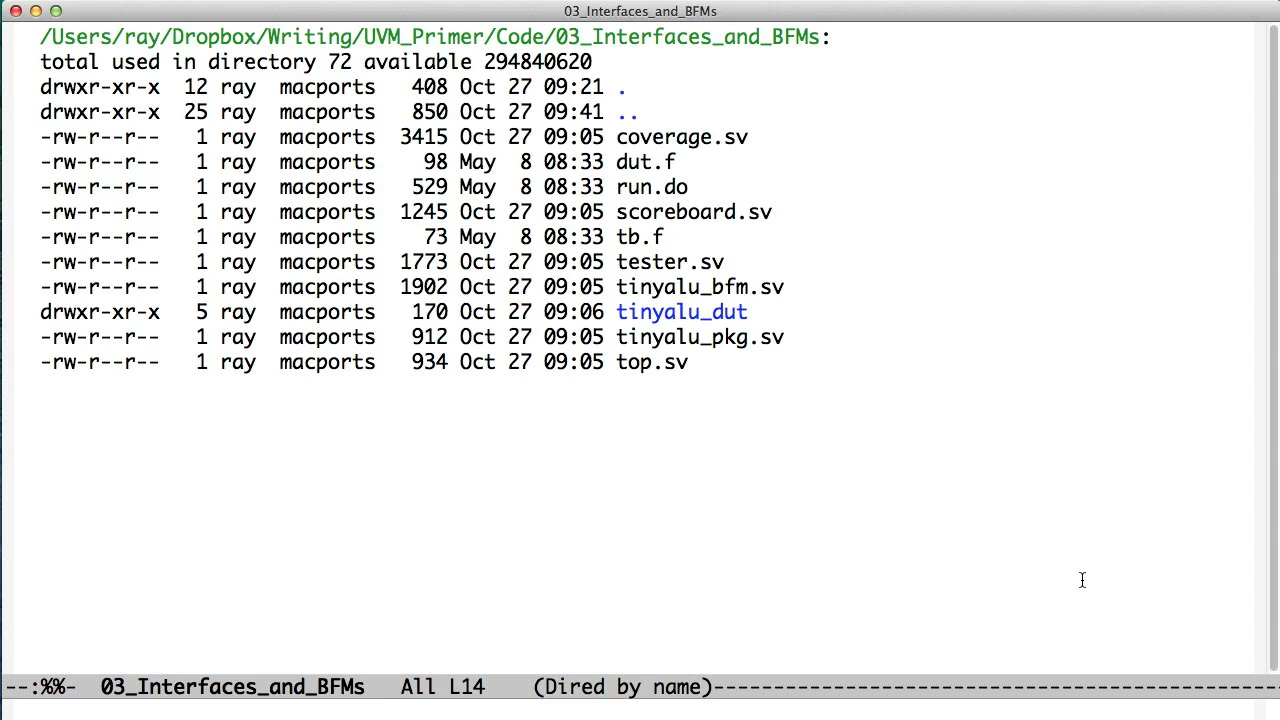 03_Interfaces_and_BFMs
/Users/ray/Dropbox/Writing/UVM_Primer/Code/03_Interfaces_and_BFMs:
total used in directory 72 available 294840620
drwxr-xr-x  12 ray  macports   408 Oct 27 09:21 .
drwxr-xr-x  25 ray  macports   850 Oct 27 09:41 ..
-rw-r--r--   1 ray  macports  3415 Oct 27 09:05 coverage.sv
-rw-r--r--   1 ray  macports    98 May  8 08:33 dut.f
-rw-r--r--   1 ray  macports   529 May  8 08:33 run.do
-rw-r--r--   1 ray  macports  1245 Oct 27 09:05 scoreboard.sv
-rw-r--r--   1 ray  macports    73 May  8 08:33 tb.f
-rw-r--r--   1 ray  macports  1773 Oct 27 09:05 tester.sv
-rw-r--r--   1 ray  macports  1902 Oct 27 09:05 tinyalu_bfm.sv
drwxr-xr-x   5 ray  macports   170 Oct 27 09:06 tinyalu_dut
-rw-r--r--   1 ray  macports   912 Oct 27 09:05 tinyalu_pkg.sv
-rw-r--r--   1 ray  macports   934 Oct 27 09:05 top.sv
--:%%-  03_Interfaces_and_BFMs   All L14    (Dired by name)-----------------------------------------------